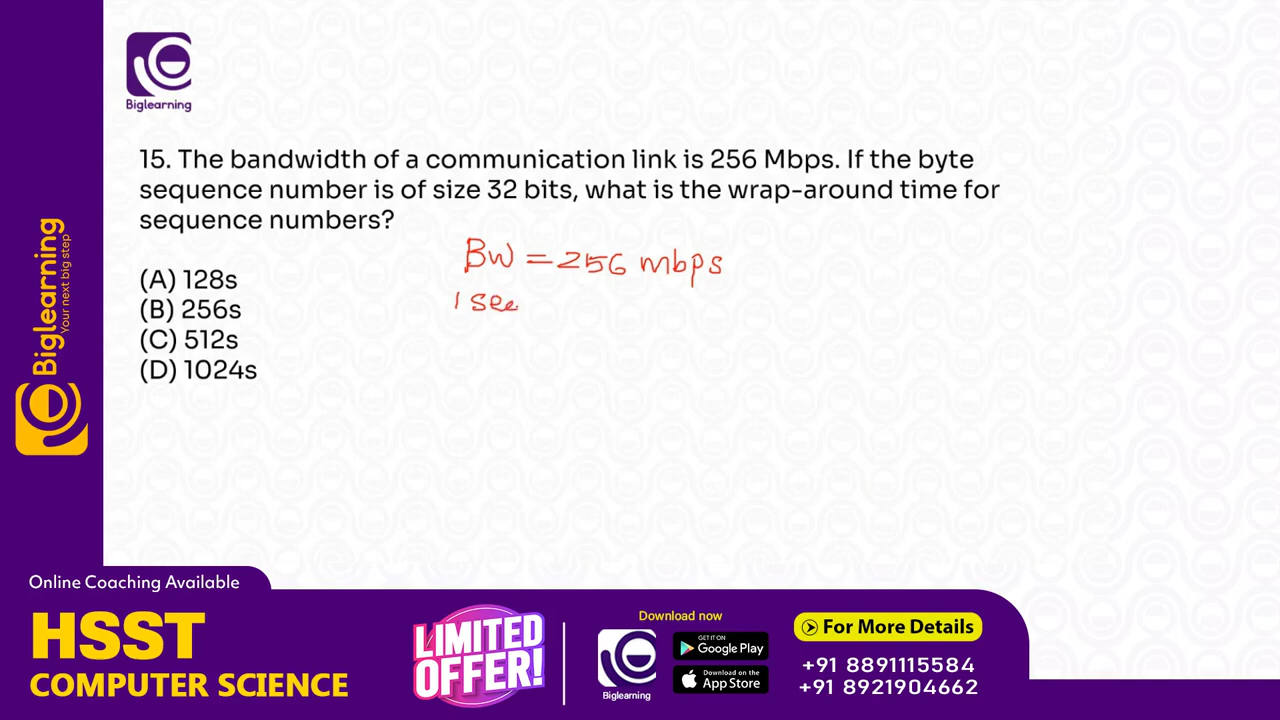 Biglearning
15. The bandwidth of a communication link is 256 Mbps. If the byte
sequence number is of size 32 bits, what is the wrap-around time for
sequence numbers?
BW = 256 mbps
1 sec
(A) 128s
(B) 256s
(C) 512s
(D) 1024s
Biglearning
Your next big step
Online Coaching Available
HSST
COMPUTER SCIENCE
LIMITED
OFFER!
Download now
Biglearning
GET IT ON
Google Play
Download on the
App Store
For More Details
+91 8891115584
+91 8921904662